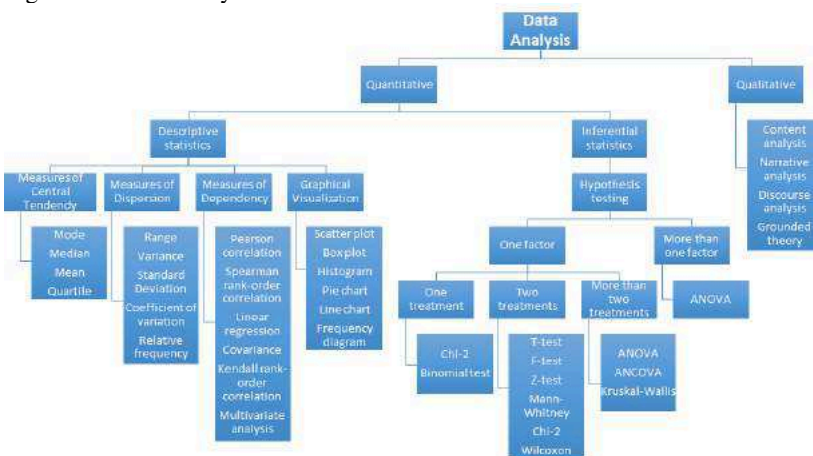 Data
Analysis
Quantitative
Qualitative
Descriptive
statistics
Inferential
statistics
Content
analysis
Narrative
analysis
Discourse
analysis
Grounded
theory
Measures of
Central
Tendency
Measures of
Dispersion
Measures of
Dependency
Graphical
Visualization
Hypothesis
testing
Mode
Median
Mean
Quartile
Range
Variance
Standard
Deviation
Coefficient of
variation
Relative
frequency
Pearson
correlation
Spearman
rank-order
correlation
Linear
regression
Covariance
Kendall rank-
order
correlation
Multivariate
analysis
Scatter plot
Box plot
Histogram
Pie chart
Line chart
Frequency
diagram
One factor
More than
one factor
One
treatment
Two
treatments
More than
two
treatments
ANOVA
Chi-2
Binomial test
T-test
F-test
Z-test
Mann-
Whitney
Chi-2
Wilcoxon
ANOVA
ANCOVA
Kruskal-Wallis